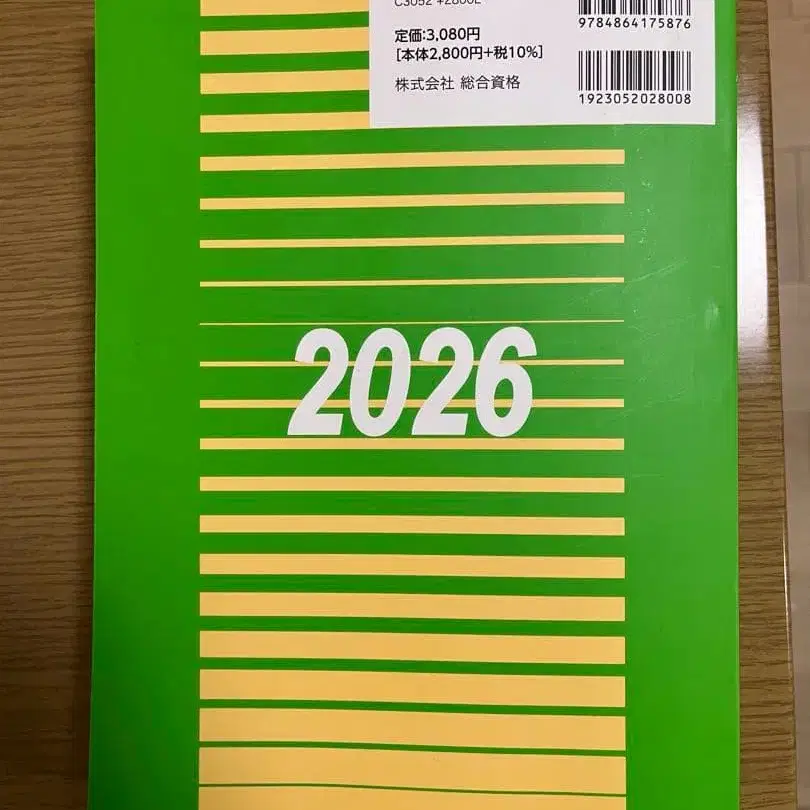 C3052 ¥2800E
9784864175876
定価:3,080円
[本体2,800円+税10%]
株式会社 総合資格
1923052028008
2026